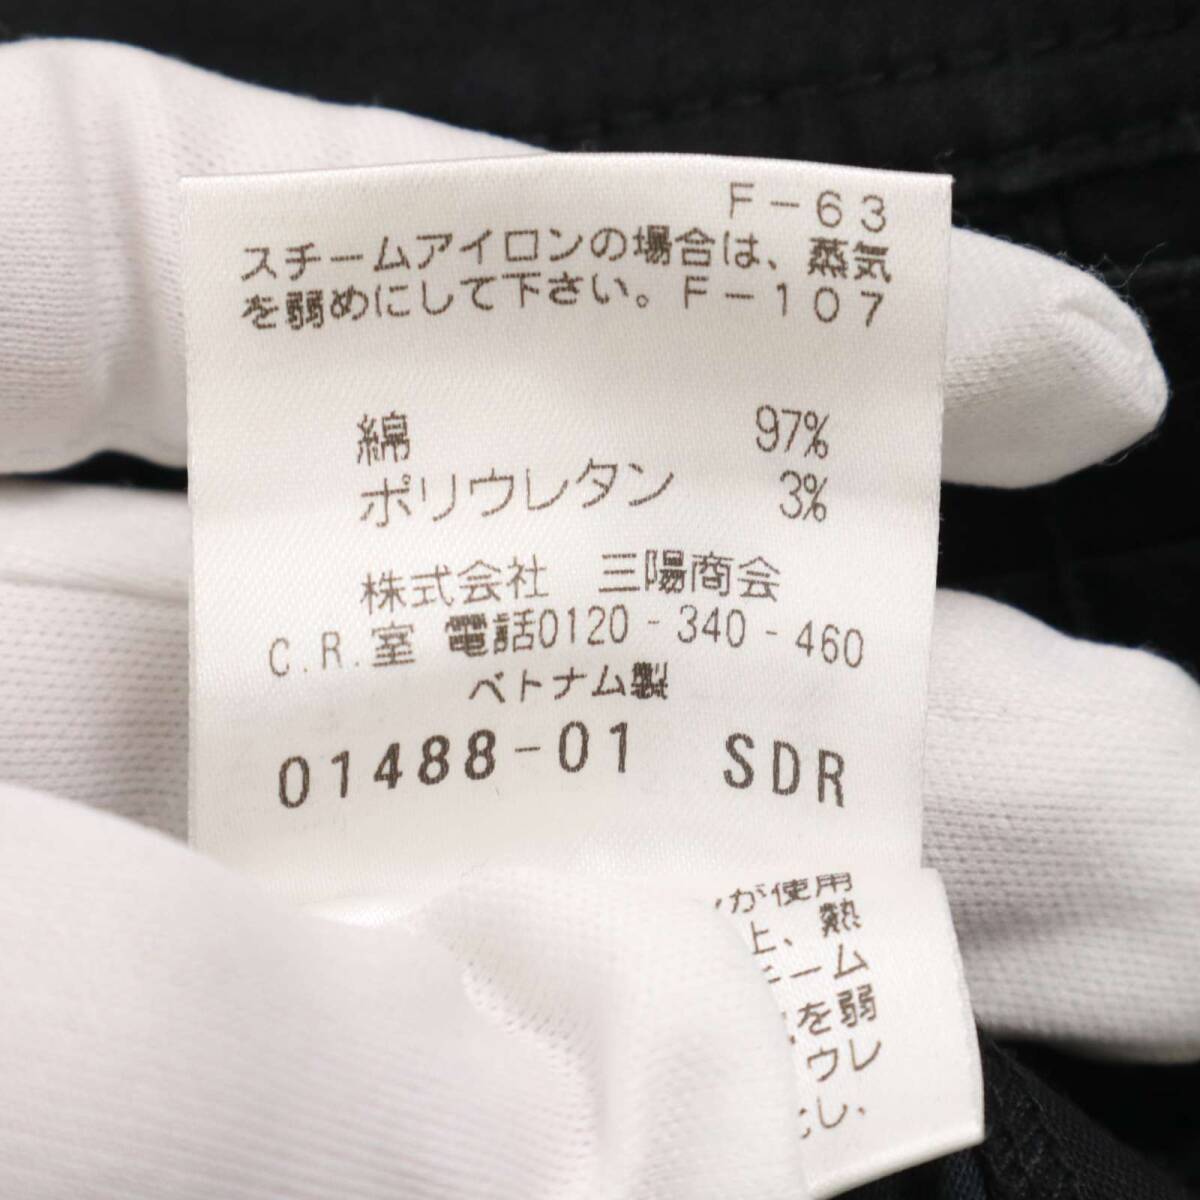 F-63
スチームアイロンの場合は、蒸気
を弱めにして下さい。F-107
綿 97%
ポリウレタン 3%
株式会社 三陽商会
C.R.室 電話0120-340-460
ベトナム製
01488-01 SDR
が使用
上、熱
ーム
を弱
ウレ
し、